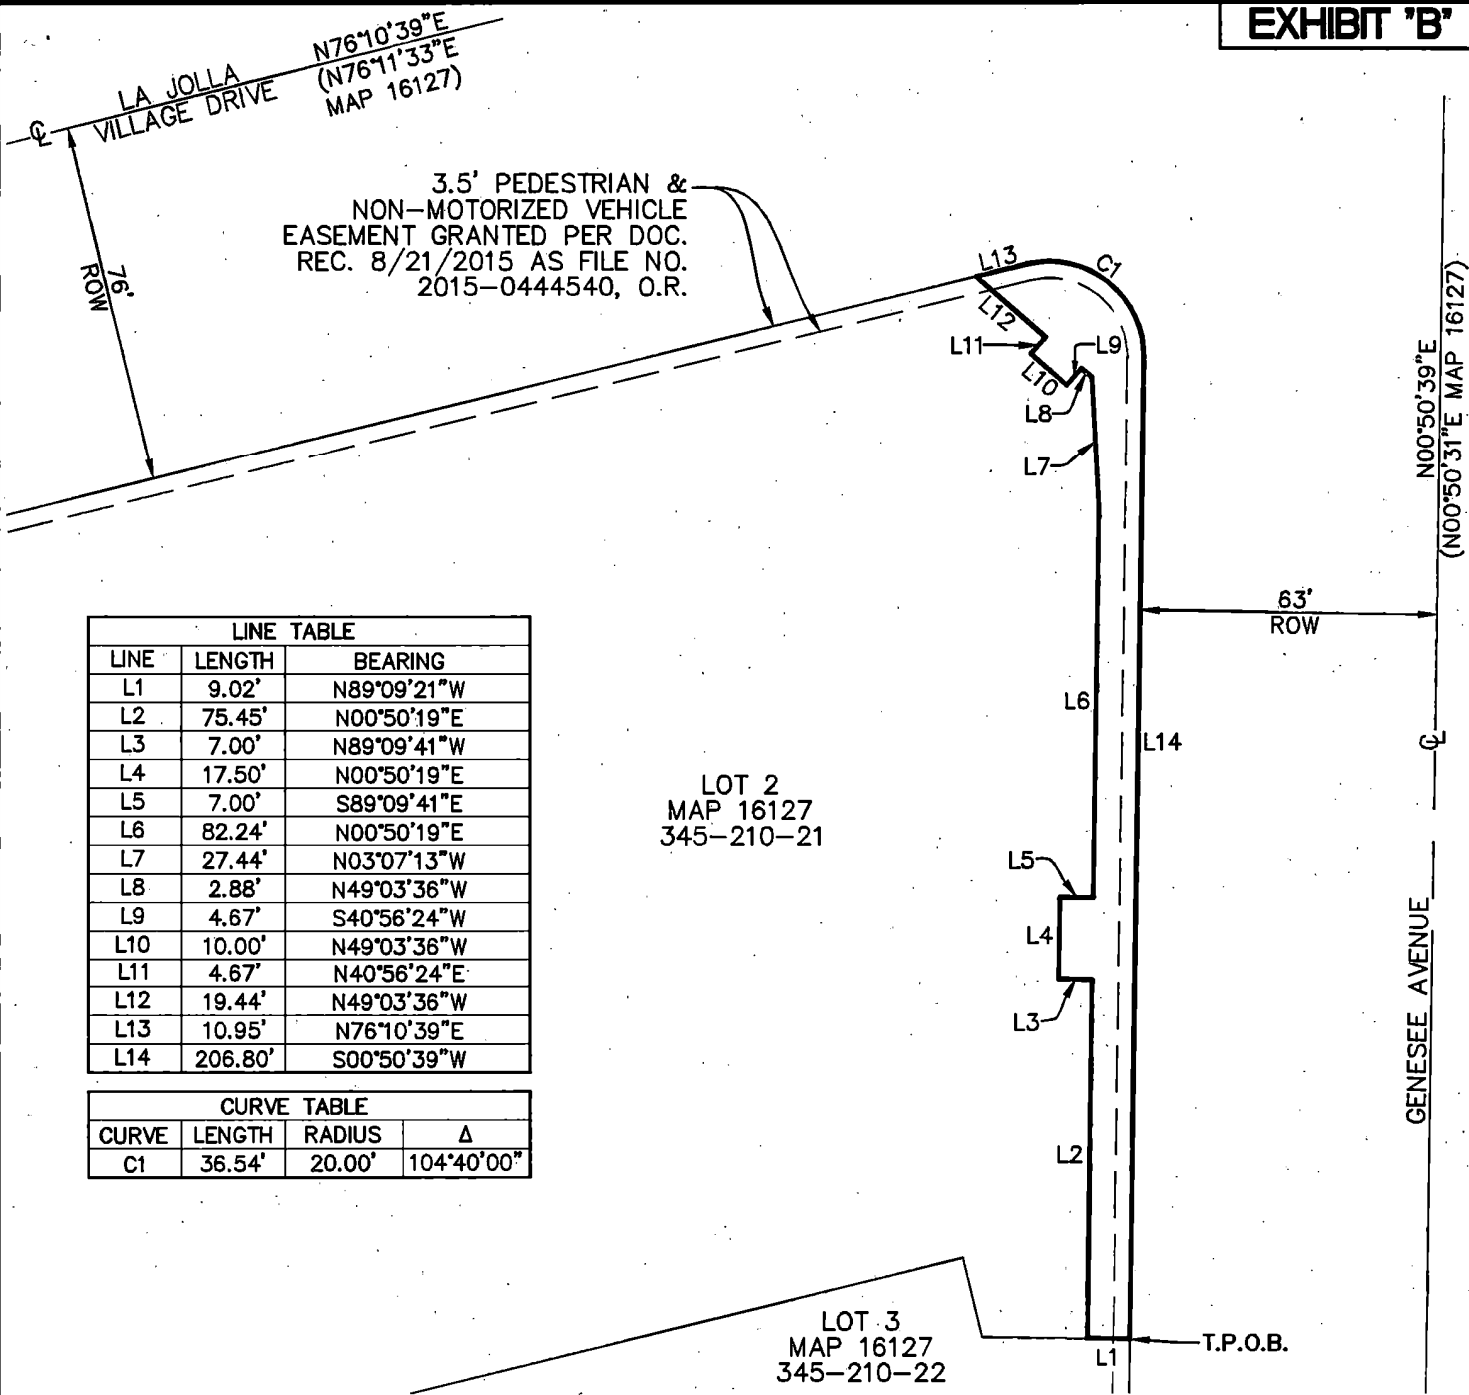 EXHIBIT "B"
N76°10'39"E
(N76°11'33"E
MAP 16127)
LA JOLLA
VILLAGE DRIVE
℄
76'
ROW
3.5' PEDESTRIAN &
NON-MOTORIZED VEHICLE
EASEMENT GRANTED PER DOC.
REC. 8/21/2015 AS FILE NO.
2015-0444540, O.R.
L13
C1
L12
L11
L9
L10
L8
L7
N00°50'39"E
(N00°50'31"E MAP 16127)
63'
ROW
L6
L14
℄
LINE TABLE
LINE LENGTH BEARING
L1 9.02' N89°09'21"W
L2 75.45' N00°50'19"E
L3 7.00' N89°09'41"W
L4 17.50' N00°50'19"E
L5 7.00' S89°09'41"E
L6 82.24' N00°50'19"E
L7 27.44' N03°07'13"W
L8 2.88' N49°03'36"W
L9 4.67' S40°56'24"W
L10 10.00' N49°03'36"W
L11 4.67' N40°56'24"E
L12 19.44' N49°03'36"W
L13 10.95' N76°10'39"E
L14 206.80' S00°50'39"W
CURVE TABLE
CURVE LENGTH RADIUS Δ
C1 36.54' 20.00' 104°40'00"
LOT 2
MAP 16127
345-210-21
L5
L4
L3
GENESEE AVENUE
L2
LOT 3
MAP 16127
345-210-22
L1
T.P.O.B.